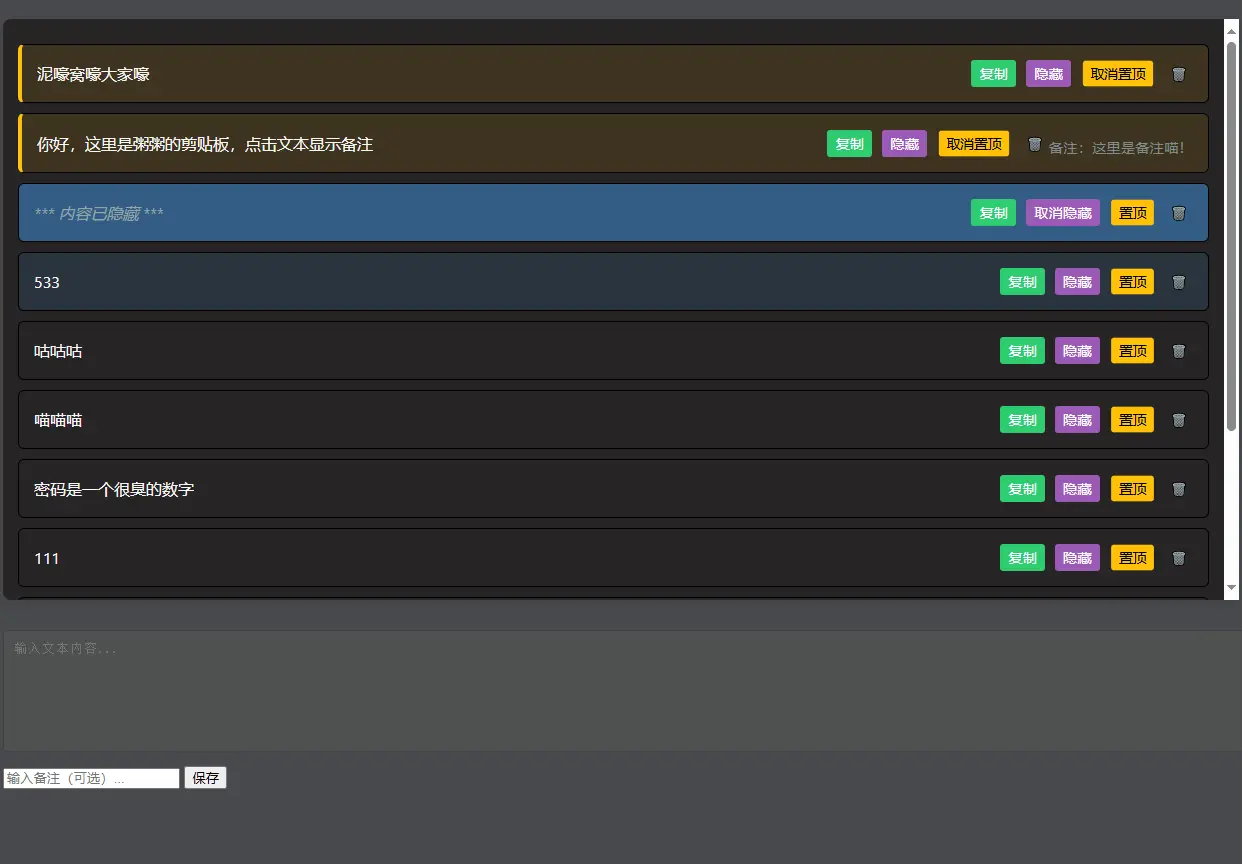 泥嚎窝嚎大家嚎 复制 隐藏 取消置顶
你好，这里是粥粥的剪贴板，点击文本显示备注 复制 隐藏 取消置顶 备注：这里是备注喵！
*** 内容已隐藏 *** 复制 取消隐藏 置顶
533 复制 隐藏 置顶
咕咕咕 复制 隐藏 置顶
喵喵喵 复制 隐藏 置顶
密码是一个很臭的数字 复制 隐藏 置顶
111 复制 隐藏 置顶
输入文本内容...
输入备注（可选）... 保存